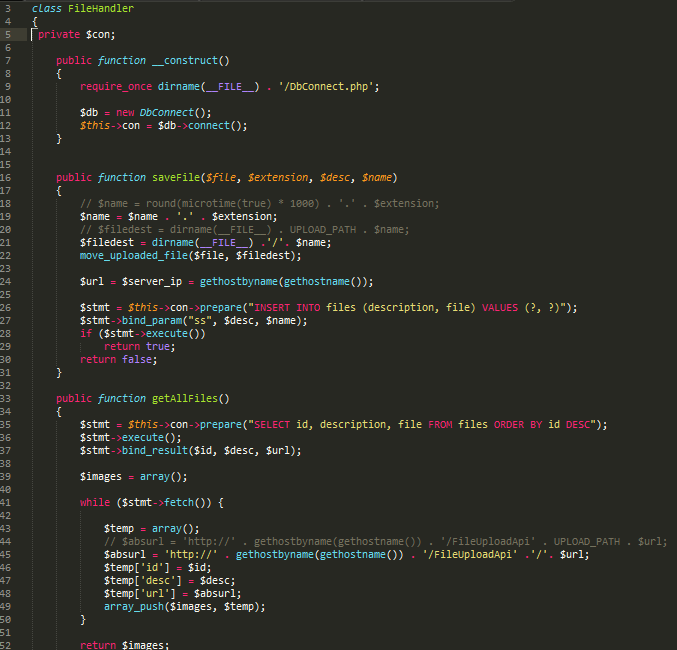 3 class FileHandler
4 {
5 private $con;
6
7 public function __construct()
8 {
9 require_once dirname(__FILE__) . '/DbConnect.php';
10
11 $db = new DbConnect();
12 $this->con = $db->connect();
13 }
14
15
16 public function saveFile($file, $extension, $desc, $name)
17 {
18 // $name = round(microtime(true) * 1000) . '.' . $extension;
19 $name = $name . '.' . $extension;
20 // $filedest = dirname(__FILE__) . UPLOAD_PATH . $name;
21 $filedest = dirname(__FILE__) .'/'. $name;
22 move_uploaded_file($file, $filedest);
23
24 $url = $server_ip = gethostbyname(gethostname());
25
26 $stmt = $this->con->prepare("INSERT INTO files (description, file) VALUES (?, ?)");
27 $stmt->bind_param("ss", $desc, $name);
28 if ($stmt->execute())
29 return true;
30 return false;
31 }
32
33 public function getAllFiles()
34 {
35 $stmt = $this->con->prepare("SELECT id, description, file FROM files ORDER BY id DESC");
36 $stmt->execute();
37 $stmt->bind_result($id, $desc, $url);
38
39 $images = array();
40
41 while ($stmt->fetch()) {
42
43 $temp = array();
44 // $absurl = 'http://' . gethostbyname(gethostname()) . '/FileUploadApi' . UPLOAD_PATH . $url;
45 $absurl = 'http://' . gethostbyname(gethostname()) . '/FileUploadApi' .'/'. $url;
46 $temp['id'] = $id;
47 $temp['desc'] = $desc;
48 $temp['url'] = $absurl;
49 array_push($images, $temp);
50 }
51
52 return $images;